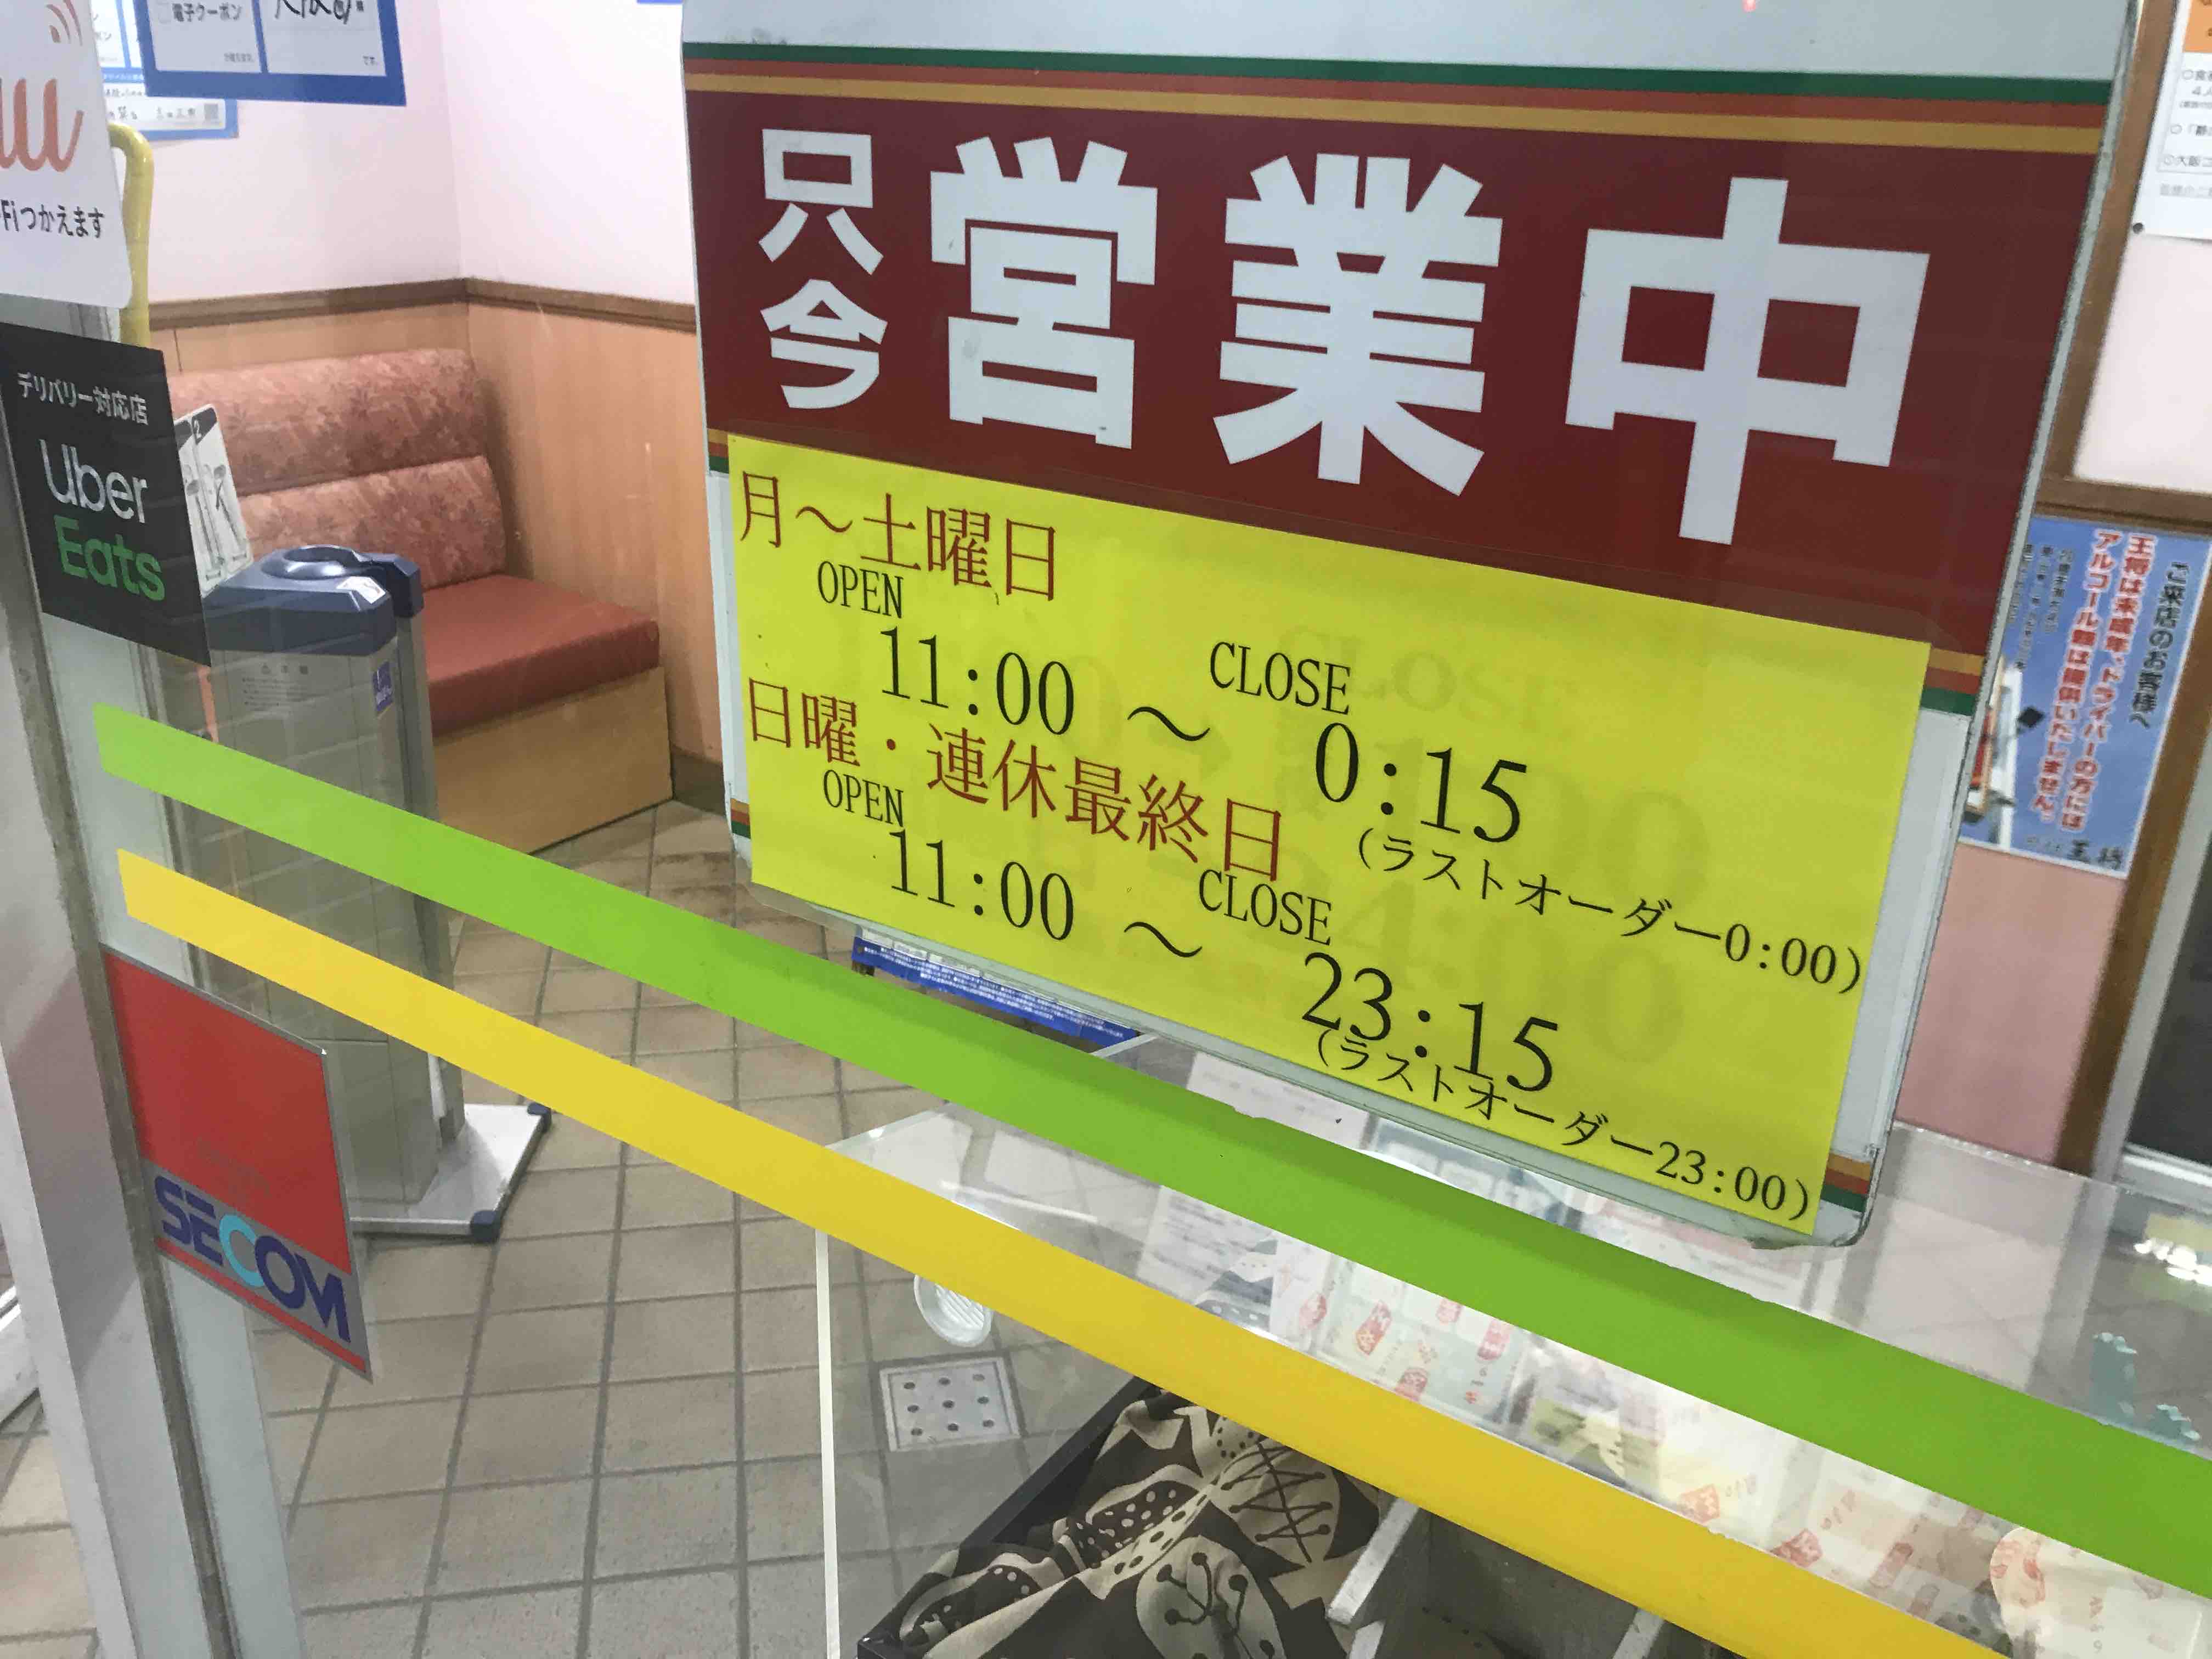 電子クーポン
です。
Fiつかえます
デリバリー対応店
Uber
Eats
SECOM
只今営業中
月～土曜日
OPEN
CLOSE
11:00 ～ 0:15
(ラストオーダー0:00)
日曜・連休最終日
OPEN
CLOSE
11:00 ～ 23:15
(ラストオーダー23:00)
ご来店のお客様へ
王将は未成年、ドライバーの方には
アルコール類は提供いたしません。
王将